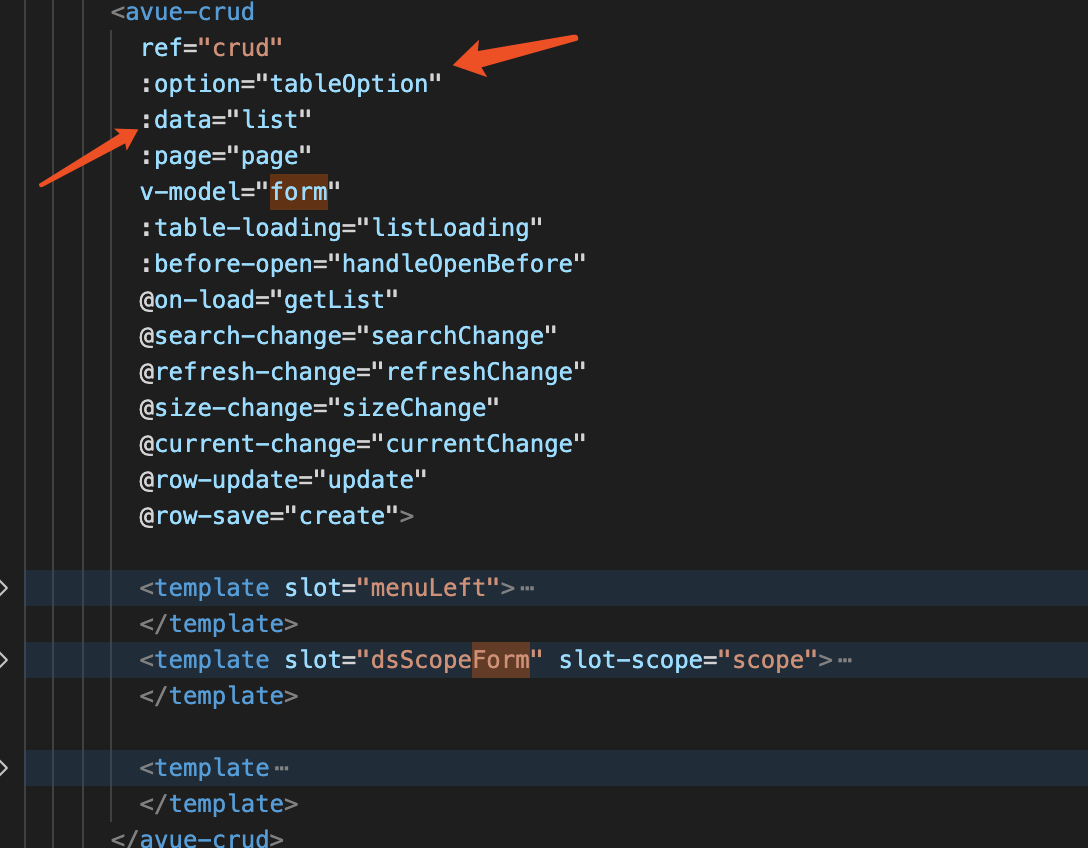 <avue-crud
ref="crud"
:option="tableOption"
:data="list"
:page="page"
v-model="form"
:table-loading="listLoading"
:before-open="handleOpenBefore"
@on-load="getList"
@search-change="searchChange"
@refresh-change="refreshChange"
@size-change="sizeChange"
@current-change="currentChange"
@row-update="update"
@row-save="create">
<template slot="menuLeft">⋯
</template>
<template slot="dsScopeForm" slot-scope="scope">⋯
</template>
<template⋯
</template>
</avue-crud>